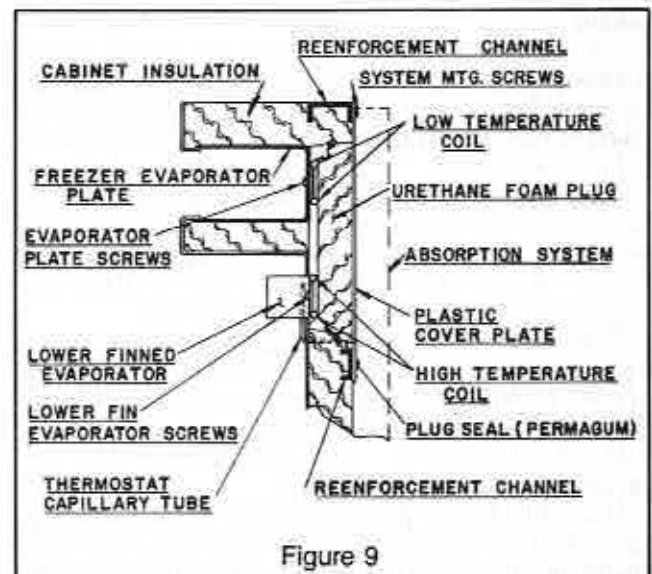 REENFORCEMENT CHANNEL
CABINET INSULATION
SYSTEM MTG. SCREWS
LOW TEMPERATURE
COIL
FREEZER EVAPORATOR
PLATE
URETHANE FOAM PLUG
EVAPORATOR
PLATE SCREWS
ABSORPTION SYSTEM
PLASTIC
COVER PLATE
LOWER FINNED
EVAPORATOR
HIGH TEMPERATURE
COIL
LOWER FIN
EVAPORATOR SCREWS
PLUG SEAL (PERMAGUM)
THERMOSTAT
CAPILLARY TUBE
REENFORCEMENT CHANNEL
Figure 9